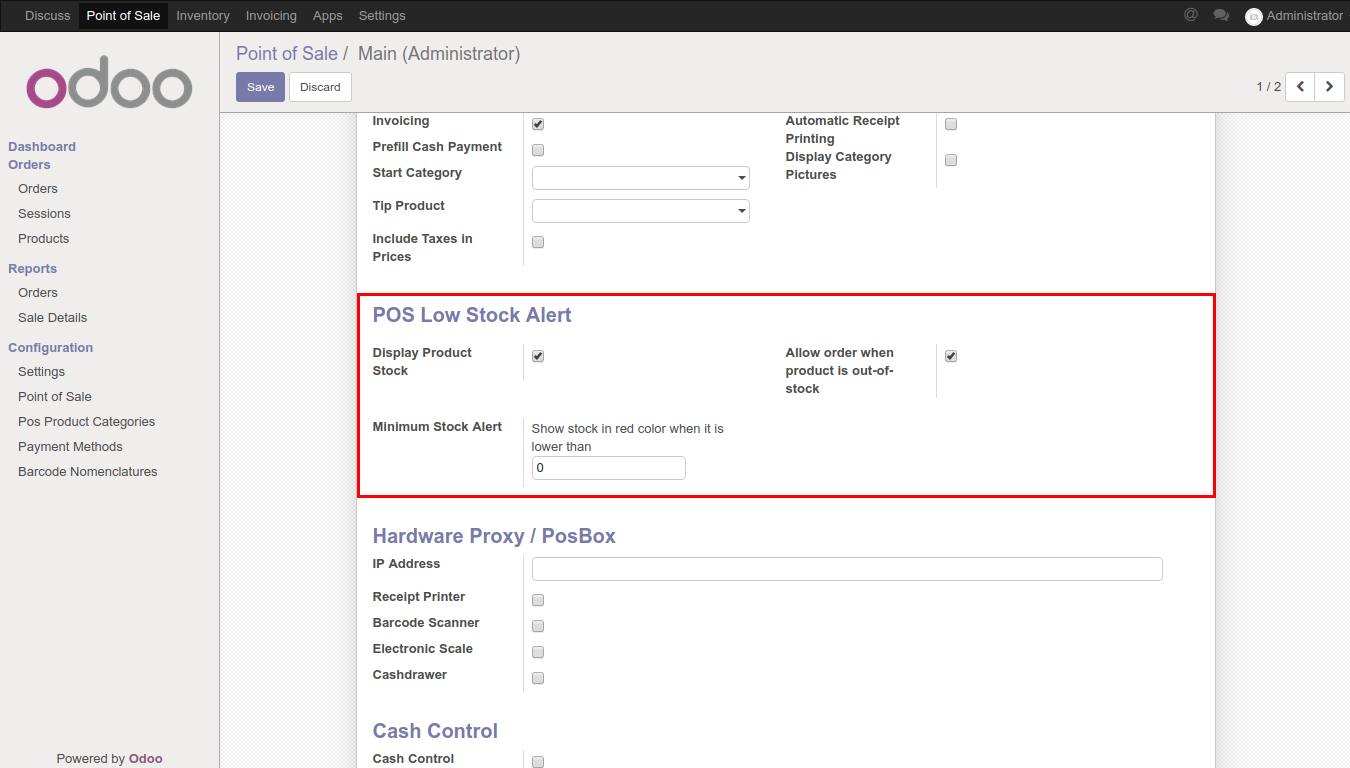 Discuss Point of Sale Inventory Invoicing Apps Settings @ Administrator
odoo
Dashboard
Orders
Orders
Sessions
Products
Reports
Orders
Sale Details
Configuration
Settings
Point of Sale
Pos Product Categories
Payment Methods
Barcode Nomenclatures
Powered by Odoo
Point of Sale / Main (Administrator)
Save Discard 1 / 2
Invoicing
Prefill Cash Payment
Start Category
Tip Product
Include Taxes in
Prices
Automatic Receipt
Printing
Display Category
Pictures
POS Low Stock Alert
Display Product
Stock
Allow order when
product is out-of-
stock
Minimum Stock Alert
Show stock in red color when it is
lower than
0
Hardware Proxy / PosBox
IP Address
Receipt Printer
Barcode Scanner
Electronic Scale
Cashdrawer
Cash Control
Cash Control